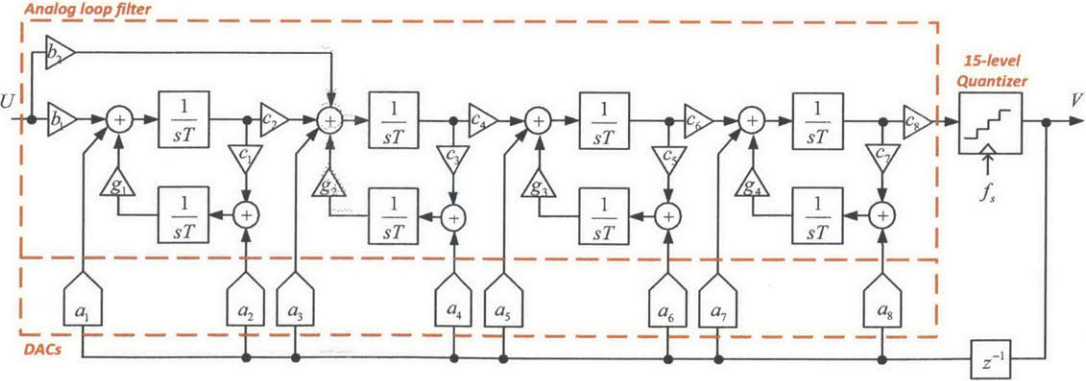 Analog loop filter
b₂
15-level
Quantizer
U
b₁
1
sT
c₂
1
sT
c₄
1
sT
c₆
1
sT
c₈
V
c₁
c₃
c₅
c₇
g₁
g₂
g₃
g₄
fₛ
1
sT
1
sT
1
sT
1
sT
a₁
a₂
a₃
a₄
a₅
a₆
a₇
a₈
DACs
z⁻¹